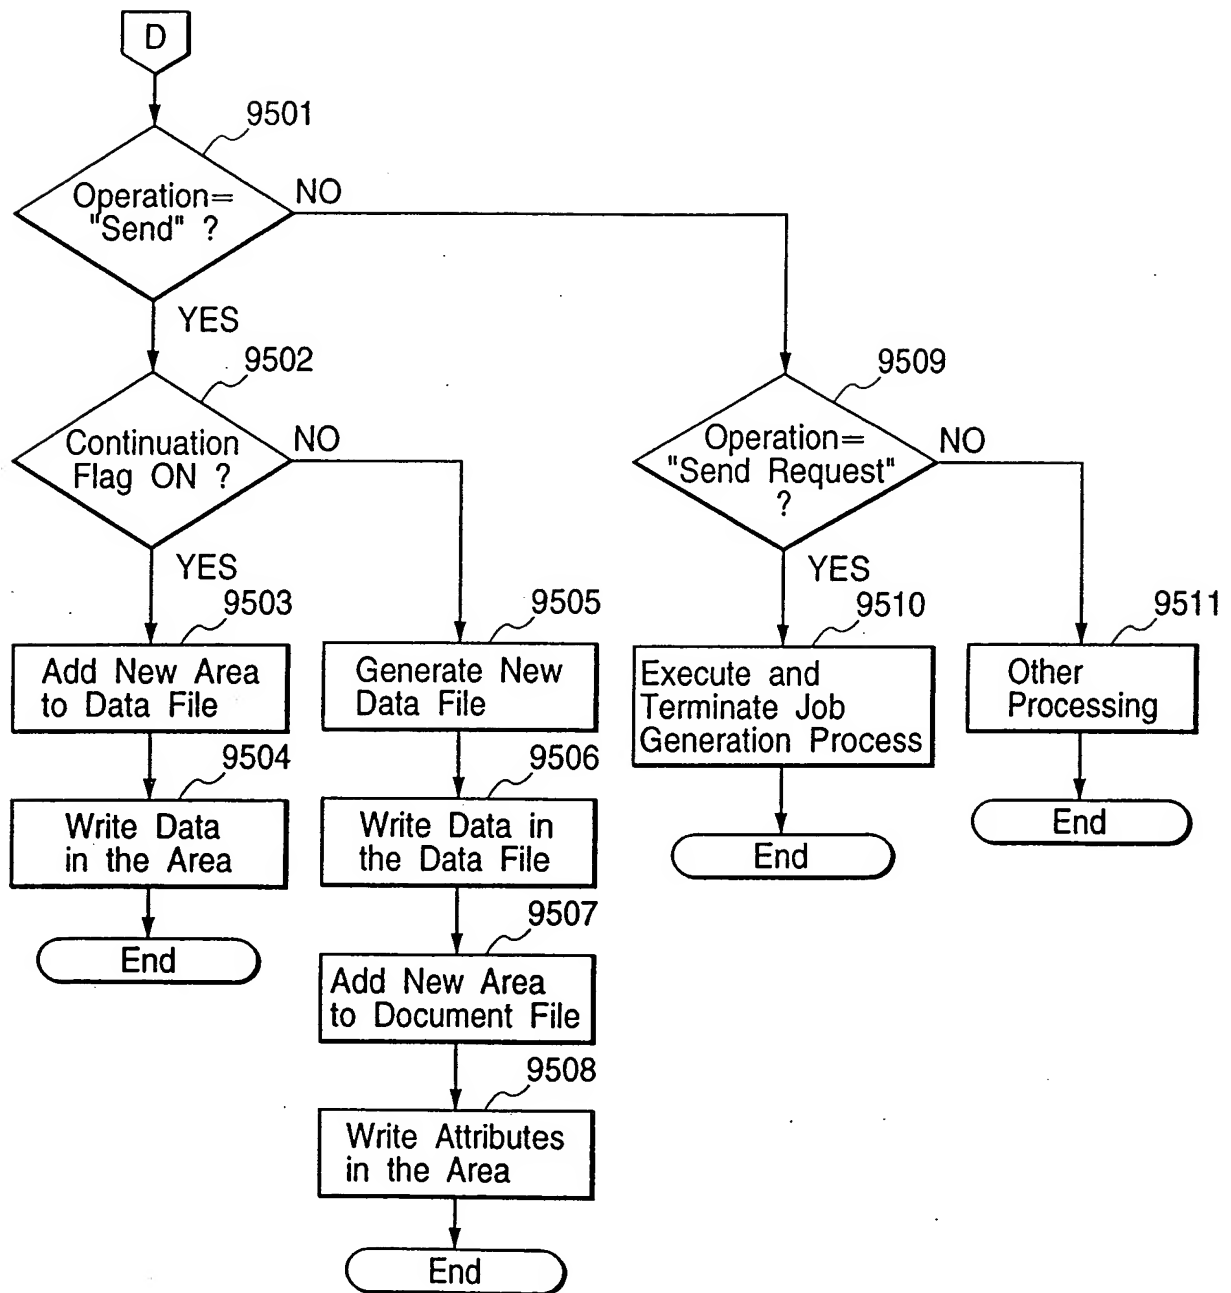 D
9501
Operation=
"Send" ?
NO
YES
9502
Continuation
Flag ON ?
NO
YES
9503
Add New Area
to Data File
9504
Write Data
in the Area
End
9505
Generate New
Data File
9506
Write Data in
the Data File
9507
Add New Area
to Document File
9508
Write Attributes
in the Area
End
9509
Operation=
"Send Request"
?
NO
YES
9510
Execute and
Terminate Job
Generation Process
End
9511
Other
Processing
End